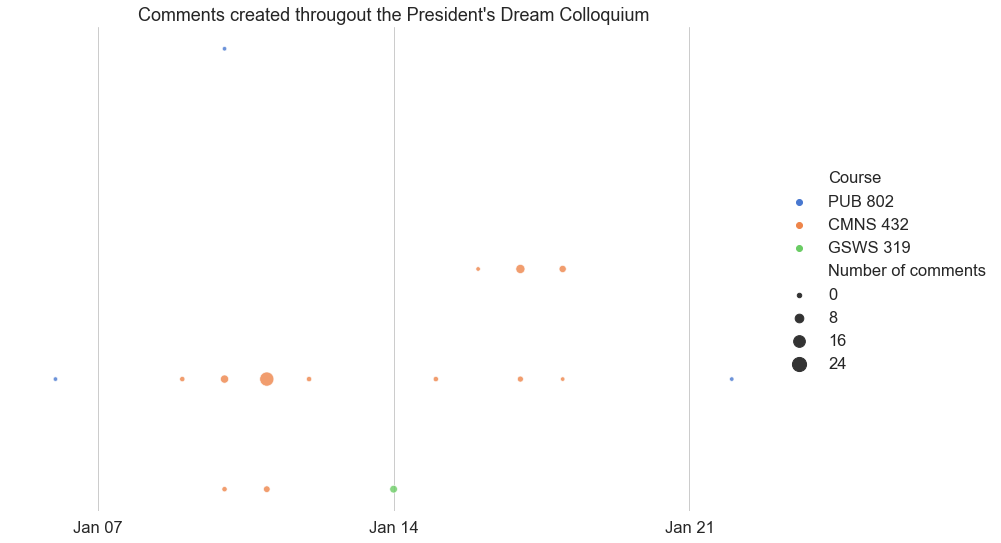 Comments created througout the President's Dream Colloquium
Course
PUB 802
CMNS 432
GSWS 319
Number of comments
0
8
16
24
Jan 07
Jan 14
Jan 21